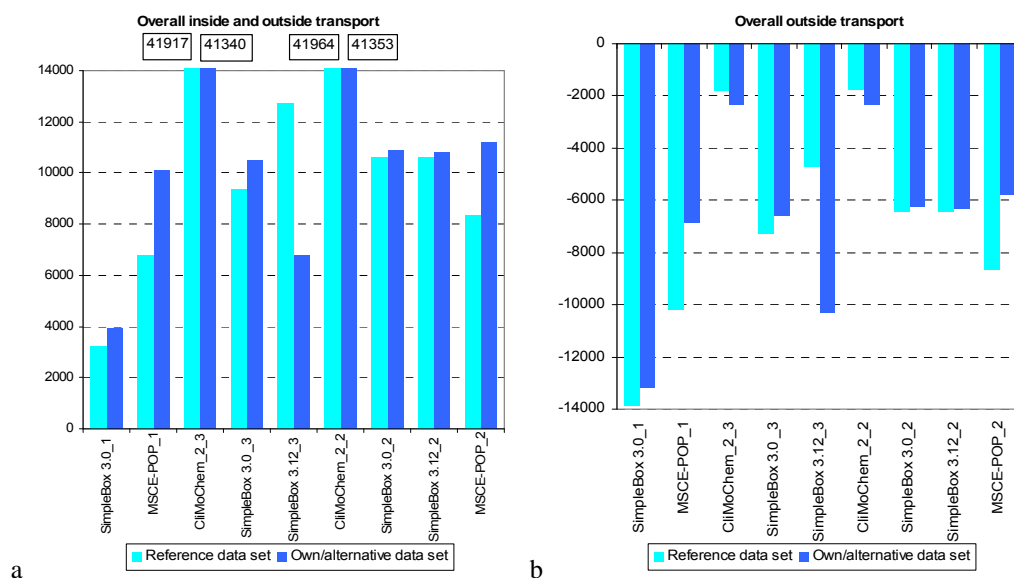 Overall inside and outside transport
41917 41340 41964 41353
14000
12000
10000
8000
6000
4000
2000
0
SimpleBox 3.0_1
MSCE-POP_1
CliMoChem_2_3
SimpleBox 3.0_3
SimpleBox 3.12_3
CliMoChem_2_2
SimpleBox 3.0_2
SimpleBox 3.12_2
MSCE-POP_2
Reference data set Own/alternative data set
a
Overall outside transport
0
-2000
-4000
-6000
-8000
-10000
-12000
-14000
SimpleBox 3.0_1
MSCE-POP_1
CliMoChem_2_3
SimpleBox 3.0_3
SimpleBox 3.12_3
CliMoChem_2_2
SimpleBox 3.0_2
SimpleBox 3.12_2
MSCE-POP_2
Reference data set Own/alternative data set
b